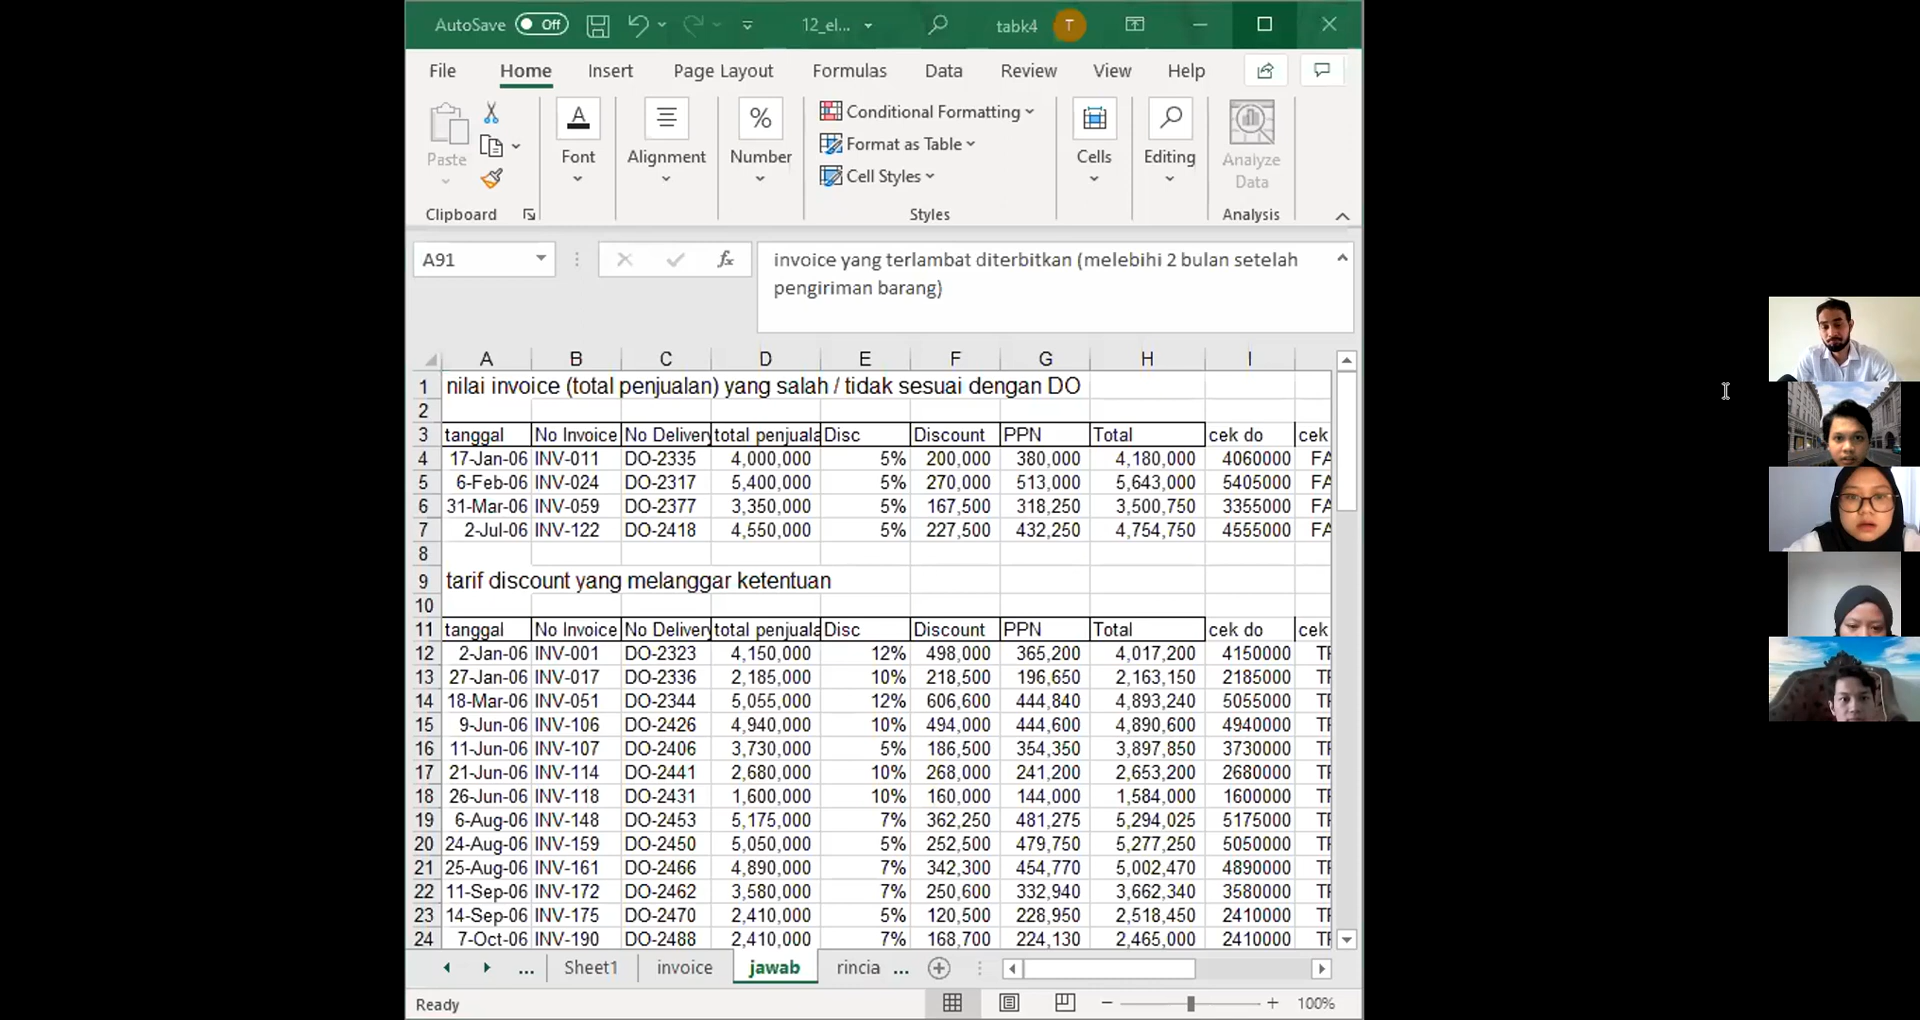 AutoSave Off 12_el... tabk4 T
File Home Insert Page Layout Formulas Data Review View Help
Paste Font Alignment Number Conditional Formatting Format as Table Cell Styles Cells Editing Analyze Data
Clipboard Styles Analysis
A91 fx invoice yang terlambat diterbitkan (melebihi 2 bulan setelah
pengiriman barang)
A B C D E F G H I
1 nilai invoice (total penjualan) yang salah / tidak sesuai dengan DO
2
3 tanggal No Invoice No Delivery total penjuala Disc Discount PPN Total cek do cek
4 17-Jan-06 INV-011 DO-2335 4,000,000 5% 200,000 380,000 4,180,000 4060000 FA
5 6-Feb-06 INV-024 DO-2317 5,400,000 5% 270,000 513,000 5,643,000 5405000 FA
6 31-Mar-06 INV-059 DO-2377 3,350,000 5% 167,500 318,250 3,500,750 3355000 FA
7 2-Jul-06 INV-122 DO-2418 4,550,000 5% 227,500 432,250 4,754,750 4555000 FA
8
9 tarif discount yang melanggar ketentuan
10
11 tanggal No Invoice No Delivery total penjuala Disc Discount PPN Total cek do cek
12 2-Jan-06 INV-001 DO-2323 4,150,000 12% 498,000 365,200 4,017,200 4150000
13 27-Jan-06 INV-017 DO-2336 2,185,000 10% 218,500 196,650 2,163,150 2185000
14 18-Mar-06 INV-051 DO-2344 5,055,000 12% 606,600 444,840 4,893,240 5055000
15 9-Jun-06 INV-106 DO-2426 4,940,000 10% 494,000 444,600 4,890,600 4940000
16 11-Jun-06 INV-107 DO-2406 3,730,000 5% 186,500 354,350 3,897,850 3730000
17 21-Jun-06 INV-114 DO-2441 2,680,000 10% 268,000 241,200 2,653,200 2680000
18 26-Jun-06 INV-118 DO-2431 1,600,000 10% 160,000 144,000 1,584,000 1600000
19 6-Aug-06 INV-148 DO-2453 5,175,000 7% 362,250 481,275 5,294,025 5175000
20 24-Aug-06 INV-159 DO-2450 5,050,000 5% 252,500 479,750 5,277,250 5050000
21 25-Aug-06 INV-161 DO-2466 4,890,000 7% 342,300 454,770 5,002,470 4890000
22 11-Sep-06 INV-172 DO-2462 3,580,000 7% 250,600 332,940 3,662,340 3580000
23 14-Sep-06 INV-175 DO-2470 2,410,000 5% 120,500 228,950 2,518,450 2410000
24 7-Oct-06 INV-190 DO-2488 2,410,000 7% 168,700 224,130 2,465,000 2410000
... Sheet1 invoice jawab rincia ...
Ready 100%